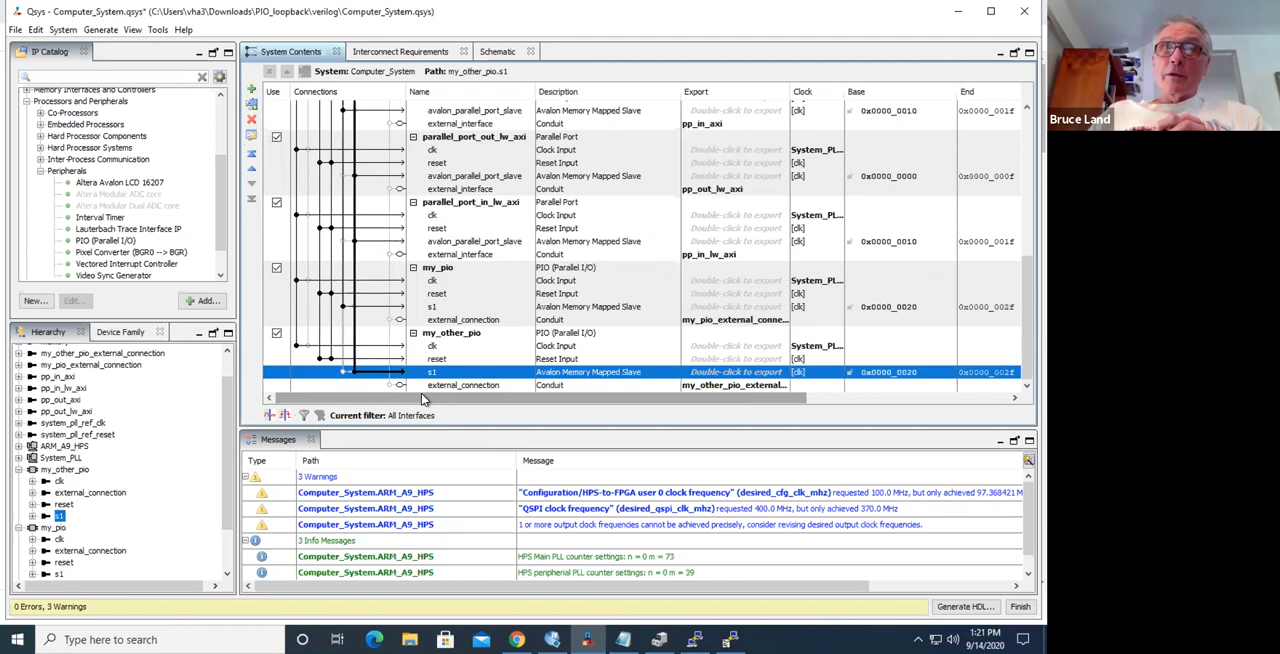 Qsys - Computer_System.qsys* (C:\Users\vha3\Downloads\PIO_loopback\verilog\Computer_System.qsys)
File Edit System Generate View Tools Help
IP Catalog
Memory Interfaces and Controllers
Processors and Peripherals
Co-Processors
Embedded Processors
Hard Processor Components
Hard Processor Systems
Inter-Process Communication
Peripherals
Altera Avalon LCD 16207
Altera Modular ADC core
Altera Modular Dual ADC core
Interval Timer
Lauterbach Trace Interface IP
PIO (Parallel I/O)
Pixel Converter (BGR0 --> BGR)
Vectored Interrupt Controller
Video Sync Generator
New... Edit... Add...
Hierarchy Device Family
memory
my_other_pio_external_connection
my_pio_external_connection
pp_in_axi
pp_in_lw_axi
pp_out_axi
pp_out_lw_axi
system_pll_ref_clk
system_pll_ref_reset
ARM_A9_HPS
System_PLL
my_other_pio
clk
external_connection
reset
s1
my_pio
clk
external_connection
reset
s1
System Contents Interconnect Requirements Schematic
System: Computer_System Path: my_other_pio.s1
Use Connections Name Description Export Clock Base End
avalon_parallel_port_slave Avalon Memory Mapped Slave Double-click to export [clk] 0x0000_0010 0x0000_001f
external_interface Conduit pp_in_axi
parallel_port_out_lw_axi Parallel Port
clk Clock Input Double-click to export System_PL...
reset Reset Input Double-click to export [clk]
avalon_parallel_port_slave Avalon Memory Mapped Slave Double-click to export [clk] 0x0000_0000 0x0000_000f
external_interface Conduit pp_out_lw_axi
parallel_port_in_lw_axi Parallel Port
clk Clock Input Double-click to export System_PL...
reset Reset Input Double-click to export [clk]
avalon_parallel_port_slave Avalon Memory Mapped Slave Double-click to export [clk] 0x0000_0010 0x0000_001f
external_interface Conduit pp_in_lw_axi
my_pio PIO (Parallel I/O)
clk Clock Input Double-click to export System_PL...
reset Reset Input Double-click to export [clk]
s1 Avalon Memory Mapped Slave Double-click to export [clk] 0x0000_0020 0x0000_002f
external_connection Conduit my_pio_external_conne...
my_other_pio PIO (Parallel I/O)
clk Clock Input Double-click to export System_PL...
reset Reset Input Double-click to export [clk]
s1 Avalon Memory Mapped Slave Double-click to export [clk] 0x0000_0020 0x0000_002f
external_connection Conduit my_other_pio_external...
Current filter: All Interfaces
Messages
Type Path Message
3 Warnings
Computer_System.ARM_A9_HPS "Configuration/HPS-to-FPGA user 0 clock frequency" (desired_cfg_clk_mhz) requested 100.0 MHz, but only achieved 97.368421 M
Computer_System.ARM_A9_HPS "QSPI clock frequency" (desired_qspi_clk_mhz) requested 400.0 MHz, but only achieved 370.0 MHz
Computer_System.ARM_A9_HPS 1 or more output clock frequencies cannot be achieved precisely, consider revising desired output clock frequencies.
3 Info Messages
Computer_System.ARM_A9_HPS HPS Main PLL counter settings: n = 0 m = 73
Computer_System.ARM_A9_HPS HPS peripherial PLL counter settings: n = 0 m = 39
0 Errors, 3 Warnings
Generate HDL... Finish
Type here to search
1:21 PM
9/14/2020
Bruce Land